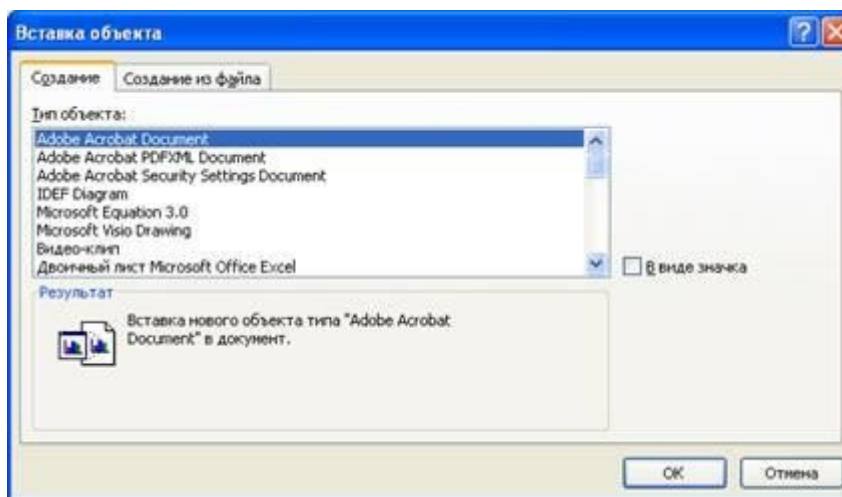 Вставка объекта
Создание
Создание из файла
Тип объекта:
Adobe Acrobat Document
Adobe Acrobat PDFXML Document
Adobe Acrobat Security Settings Document
IDEF Diagram
Microsoft Equation 3.0
Microsoft Visio Drawing
Видео-клип
Двоичный лист Microsoft Office Excel
В виде значка
Результат
Вставка нового объекта типа "Adobe Acrobat
Document" в документ.
ОК
Отмена